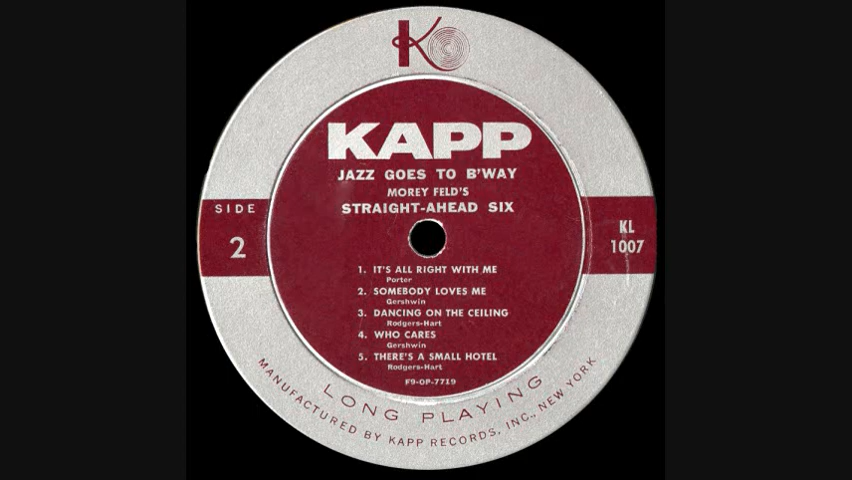 K
KAPP
JAZZ GOES TO B'WAY
MOREY FELD'S
STRAIGHT-AHEAD SIX
SIDE
2
KL
1007
1. IT'S ALL RIGHT WITH ME
Porter
2. SOMEBODY LOVES ME
Gershwin
3. DANCING ON THE CEILING
Rodgers-Hart
4. WHO CARES
Gershwin
5. THERE'S A SMALL HOTEL
Rodgers-Hart
F9-OP-7719
LONG PLAYING
MANUFACTURED BY KAPP RECORDS, INC., NEW YORK